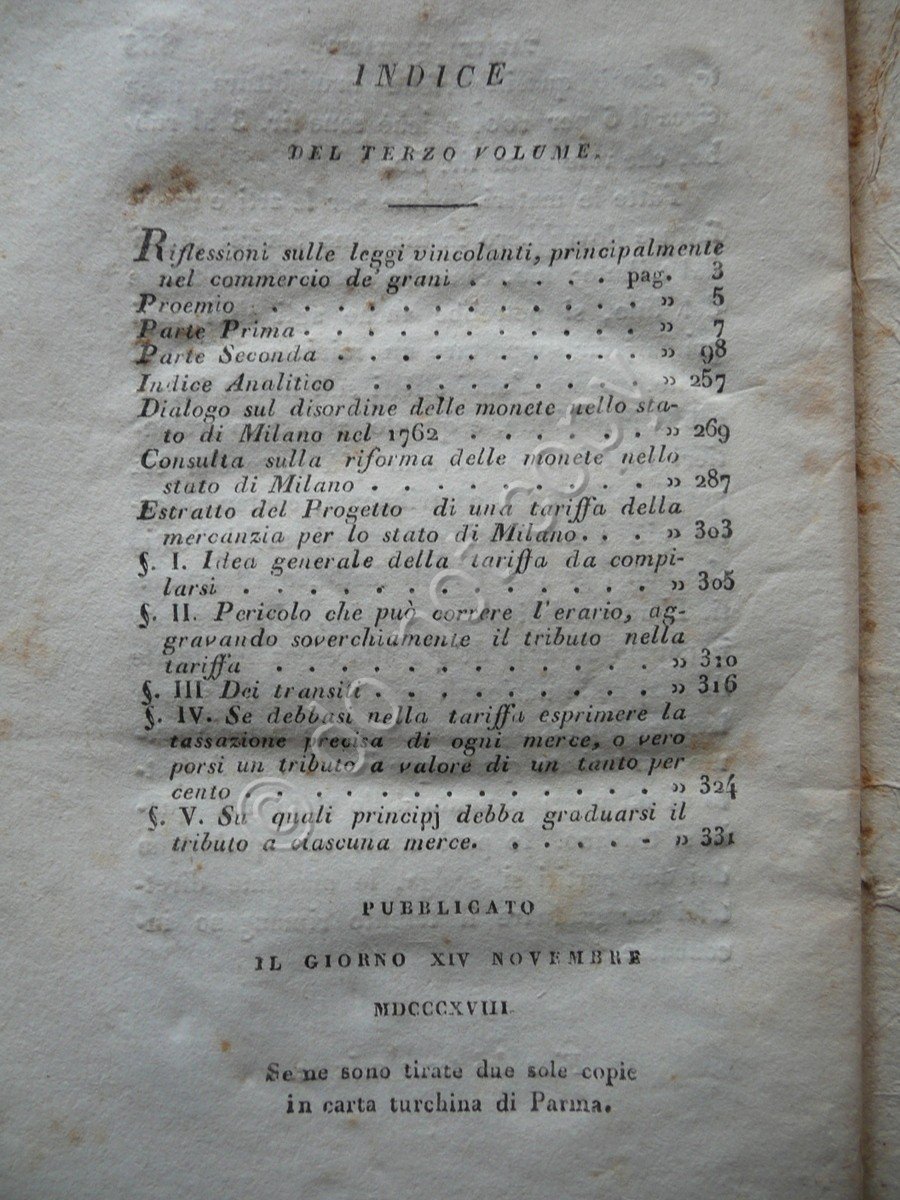 INDICE
DEL TERZO VOLUME.
Riflessioni sulle leggi vincolanti, principalmente
nel commercio de' grani . . . . . pag. 3
Proemio . . . . . . . . . . . . . » 5
Parte Prima . . . . . . . . . . . . » 7
Parte Seconda . . . . . . . . . . . » 98
Indice Analitico . . . . . . . . . » 257
Dialogo sul disordine delle monete nello sta-
to di Milano nel 1762 . . . . . . » 269
Consulta sulla riforma delle monete nello
stato di Milano . . . . . . . . . » 287
Estratto del Progetto di una tariffa della
mercanzia per lo stato di Milano. . . » 303
§. I. Idea generale della tariffa da compi-
larsi . . . . . . . . . . . . . » 305
§. II. Pericolo che può correre l'erario, ag-
gravando soverchiamente il tributo nella
tariffa . . . . . . . . . . . . » 310
§. III Dei transiti . . . . . . . . . » 316
§. IV. Se debbasi nella tariffa esprimere la
tassazione precisa di ogni merce, o vero
porsi un tributo a valore di un tanto per
cento . . . . . . . . . . . . » 324
§. V. Su quali principj debba graduarsi il
tributo a ciascuna merce. . . . . . » 331
PUBBLICATO
IL GIORNO XIV NOVEMBRE
MDCCCXVIII.
Se ne sono tirate due sole copie
in carta turchina di Parma.